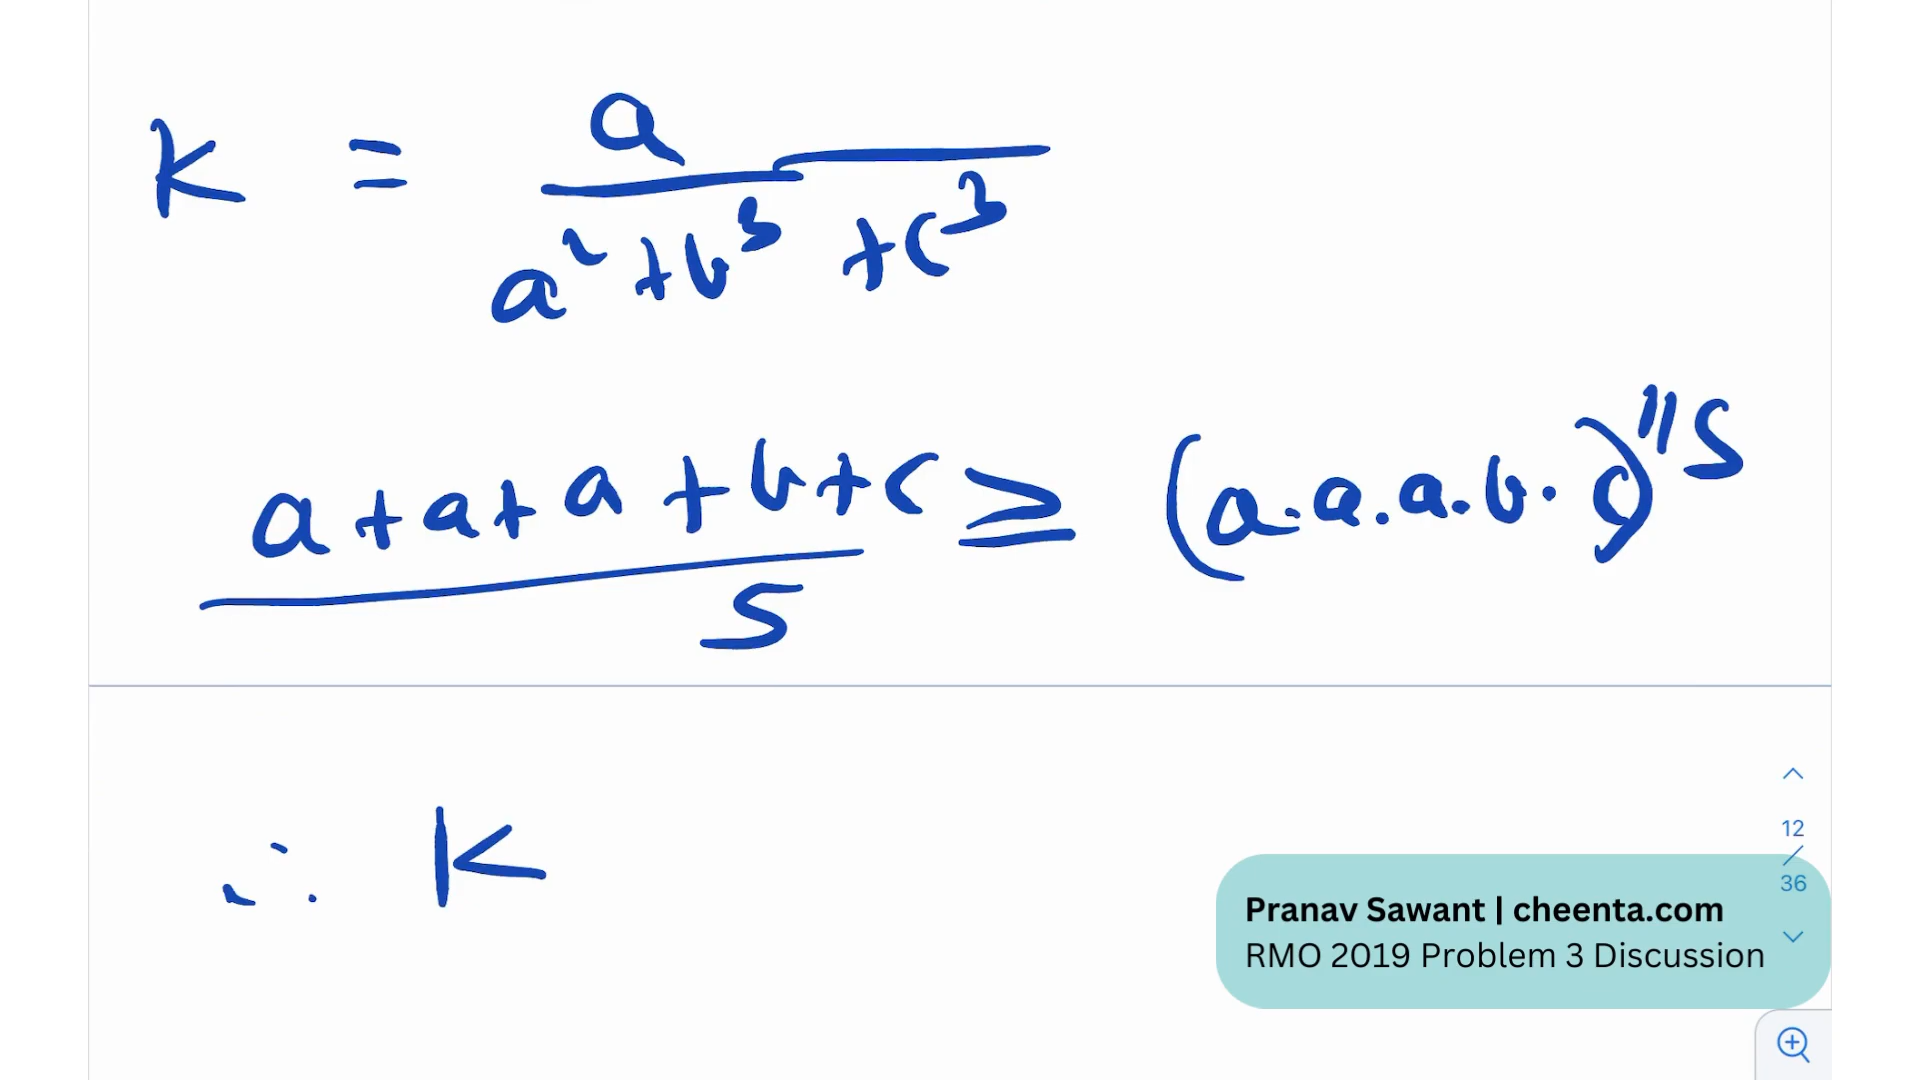 K = a / a² + b³ + c³
a + a + a + b + c / 5 ≥ (a . a . a . b . c)^1/5
∴ K
12 / 36
Pranav Sawant | cheenta.com
RMO 2019 Problem 3 Discussion